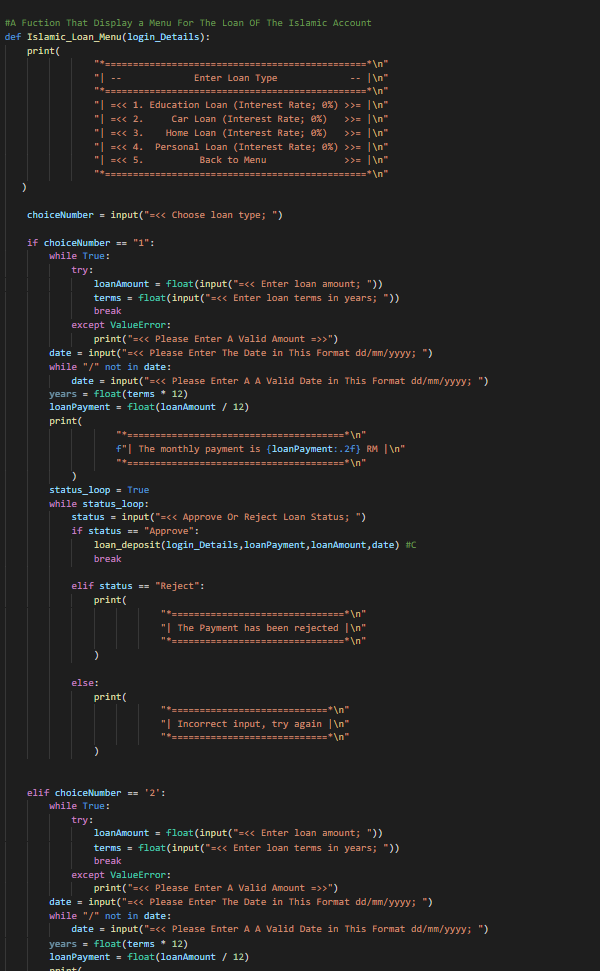 #A Fuction That Display a Menu For The Loan OF The Islamic Account
def Islamic_Loan_Menu(login_Details):
    print(
            "*===============================================*\n"
            "| --             Enter Loan Type             -- |\n"
            "*===============================================*\n"
            "| =<< 1. Education Loan (Interest Rate; 0%) >>= |\n"
            "| =<< 2.     Car Loan (Interest Rate; 0%)   >>= |\n"
            "| =<< 3.    Home Loan (Interest Rate; 0%)   >>= |\n"
            "| =<< 4.  Personal Loan (Interest Rate; 0%) >>= |\n"
            "| =<< 5.          Back to Menu              >>= |\n"
            "*===============================================*\n"
   )

    choiceNumber = input("=<< Choose loan type; ")

    if choiceNumber == "1":
        while True:
            try:
                loanAmount = float(input("=<< Enter loan amount; "))
                terms = float(input("=<< Enter loan terms in years; "))
                break
            except ValueError:
                print("=<< Please Enter A Valid Amount =>>")
        date = input("=<< Please Enter The Date in This Format dd/mm/yyyy; ")
        while "/" not in date:
            date = input("=<< Please Enter A A Valid Date in This Format dd/mm/yyyy; ")
        years = float(terms * 12)
        loanPayment = float(loanAmount / 12)
        print(
                    "*=======================================*\n"
                    f"| The monthly payment is {loanPayment:.2f} RM |\n"
                    "*=======================================*\n"
            )
        status_loop = True
        while status_loop:
            status = input("=<< Approve Or Reject Loan Status; ")
            if status == "Approve":
                loan_deposit(login_Details,loanPayment,loanAmount,date) #C
                break

            elif status == "Reject":
                print(
                            "*===============================*\n"
                            "| The Payment has been rejected |\n"
                            "*===============================*\n"
                )

            else:
                print(
                            "*============================*\n"
                            "| Incorrect input, try again |\n"
                            "*============================*\n"
                )


    elif choiceNumber == '2':
        while True:
            try:
                loanAmount = float(input("=<< Enter loan amount; "))
                terms = float(input("=<< Enter loan terms in years; "))
                break
            except ValueError:
                print("=<< Please Enter A Valid Amount =>>")
        date = input("=<< Please Enter The Date in This Format dd/mm/yyyy; ")
        while "/" not in date:
            date = input("=<< Please Enter A A Valid Date in This Format dd/mm/yyyy; ")
        years = float(terms * 12)
        loanPayment = float(loanAmount / 12)
        print(